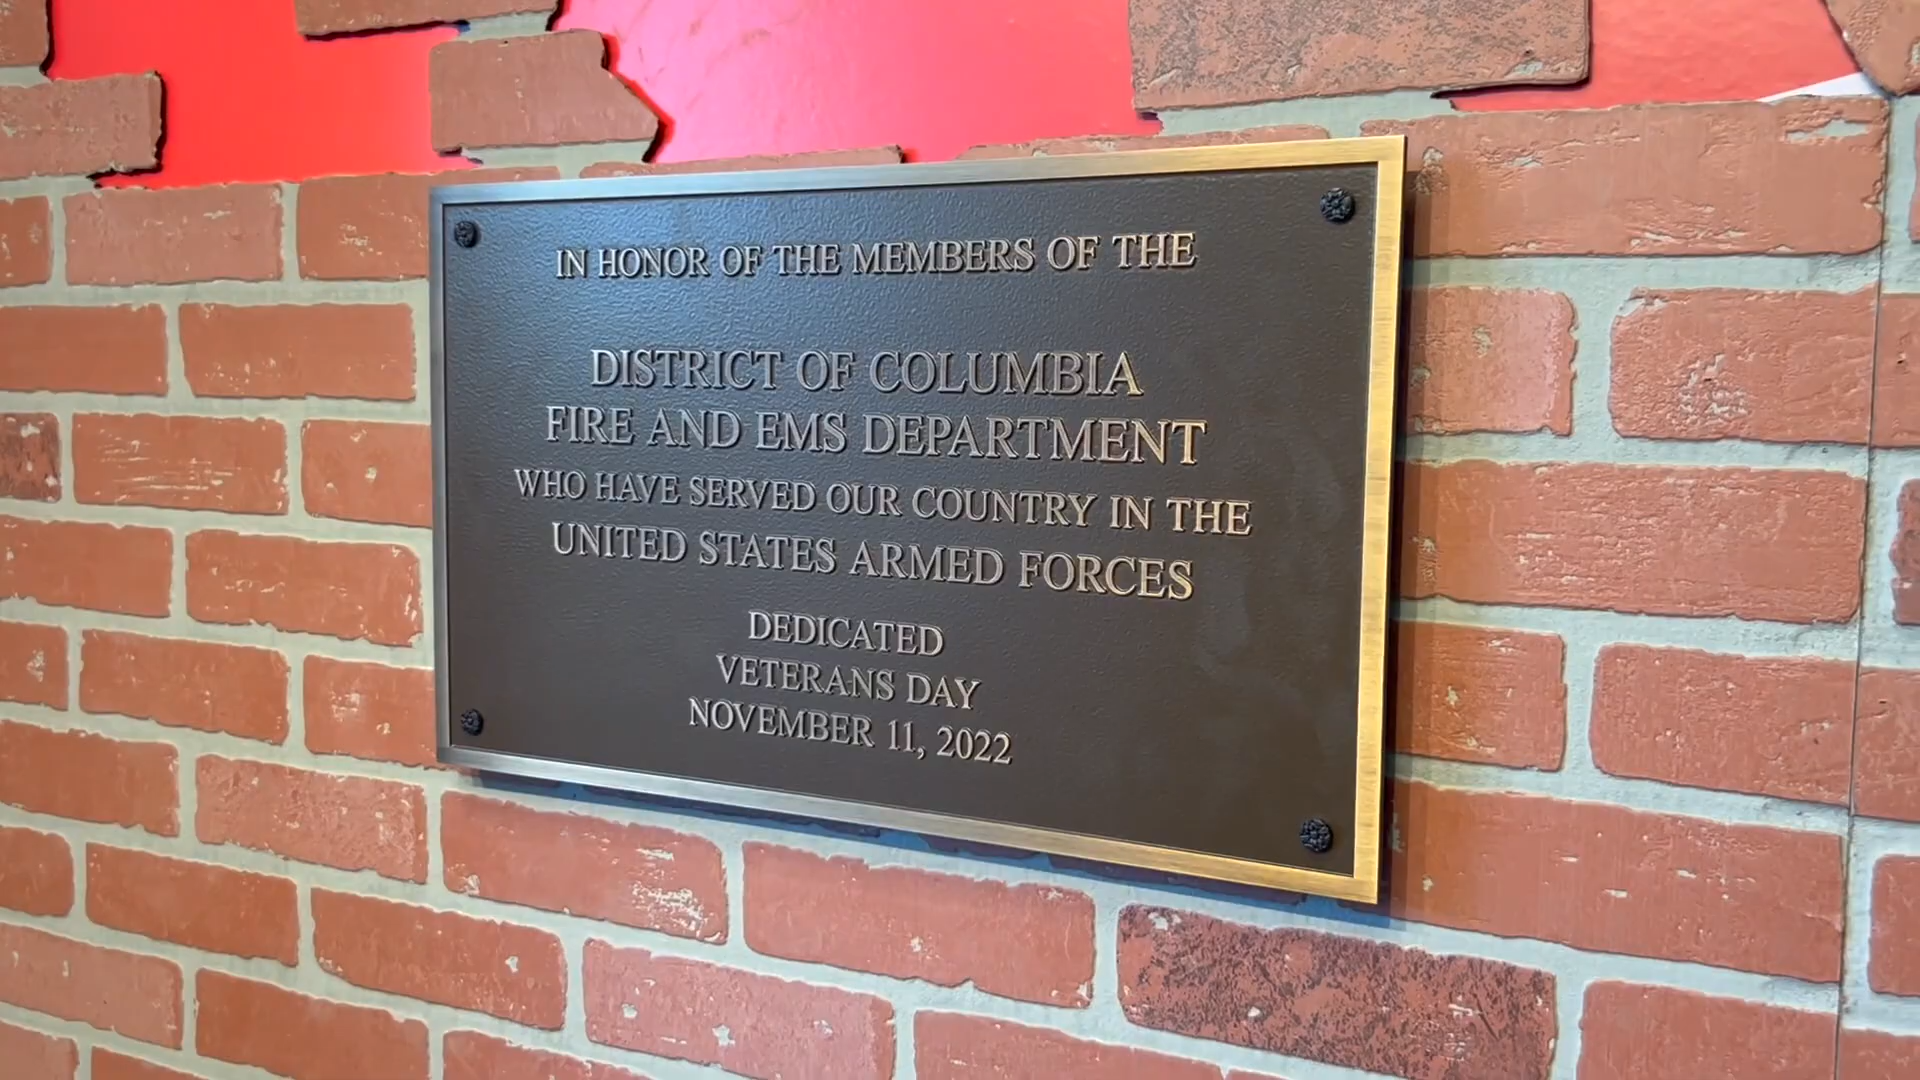 IN HONOR OF THE MEMBERS OF THE
DISTRICT OF COLUMBIA
FIRE AND EMS DEPARTMENT
WHO HAVE SERVED OUR COUNTRY IN THE
UNITED STATES ARMED FORCES
DEDICATED
VETERANS DAY
NOVEMBER 11, 2022